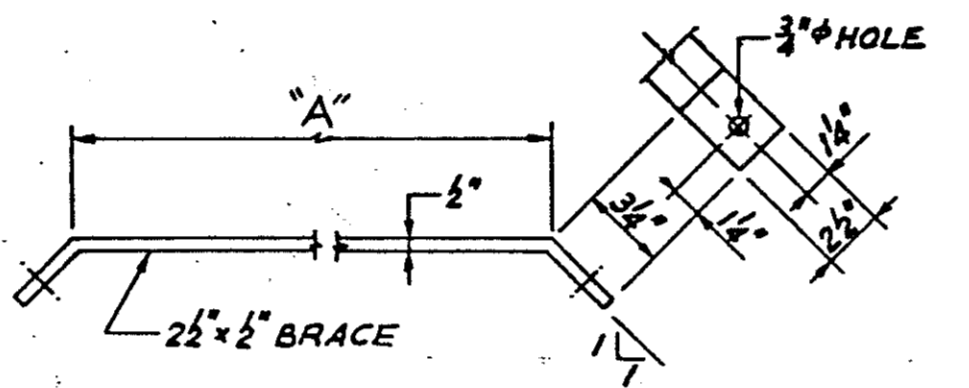 3/4" ϕ HOLE
"A"
1/2"
1 1/4"
3 1/4"
1 1/4"
2 1/2"
2 1/2" x 1/2" BRACE
1
1